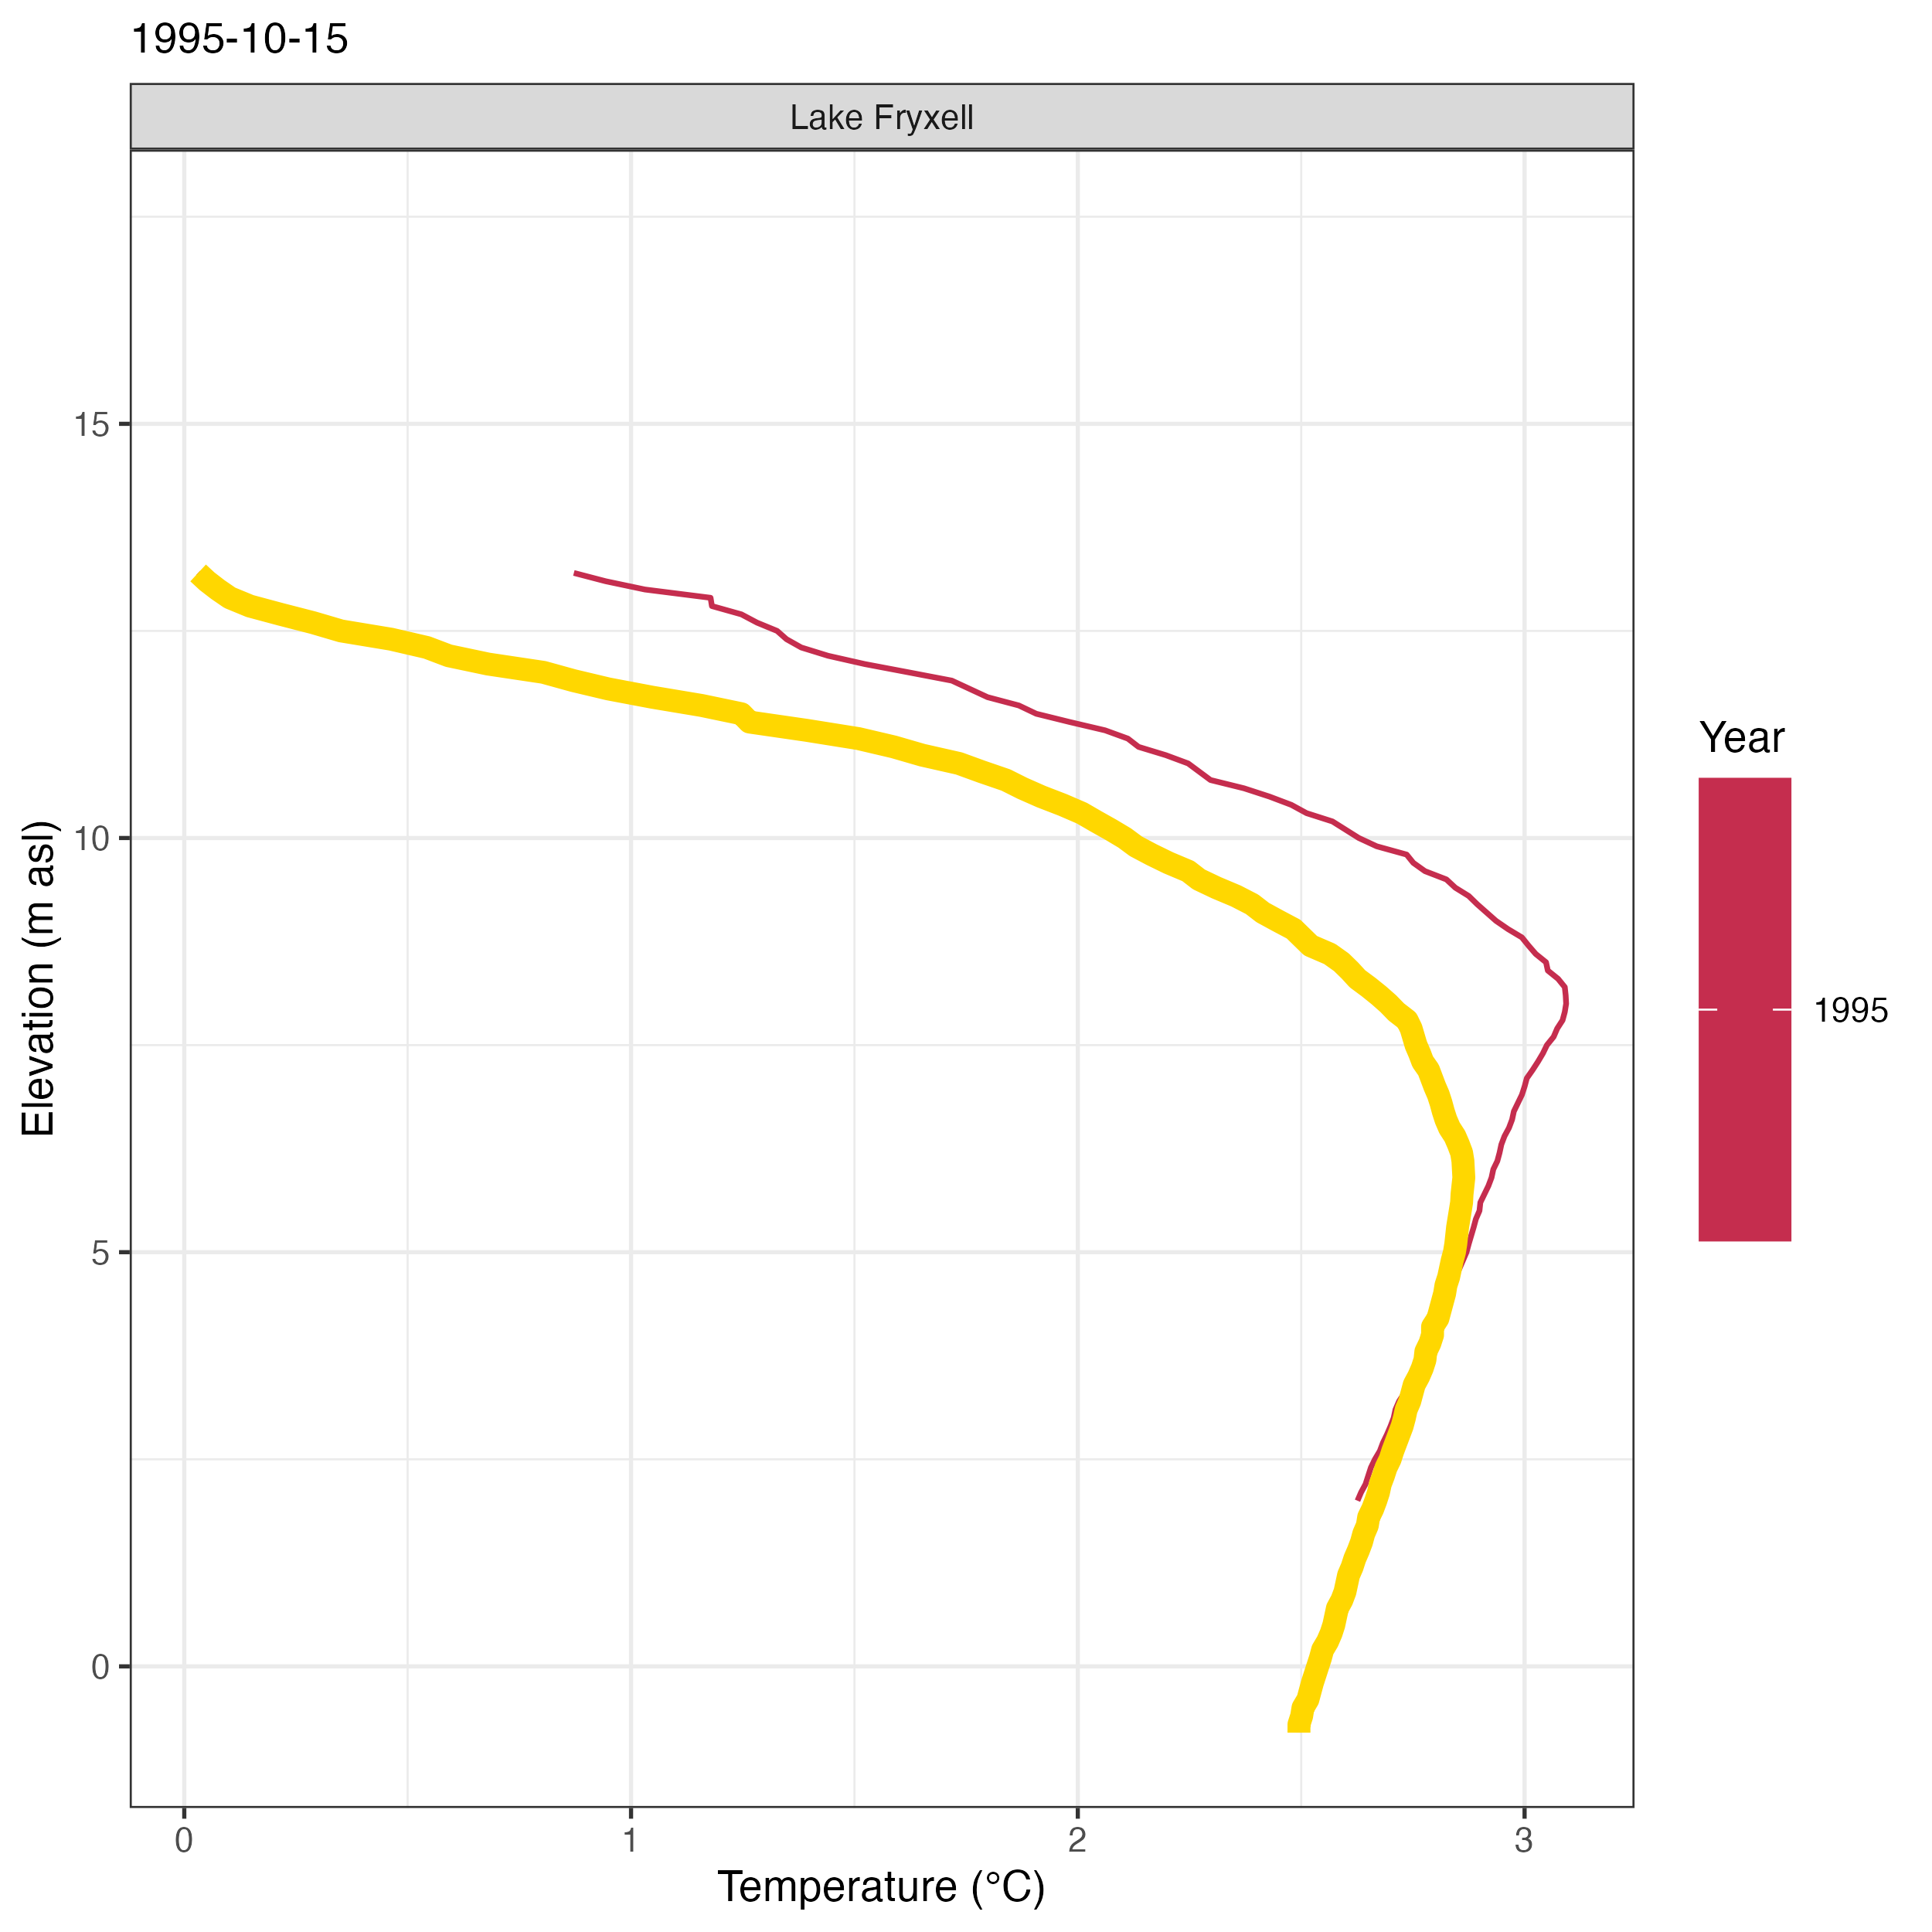 1995-10-15
Lake Fryxell
15
10
5
0
Elevation (m asl)
0 1 2 3
Temperature (°C)
Year
1995